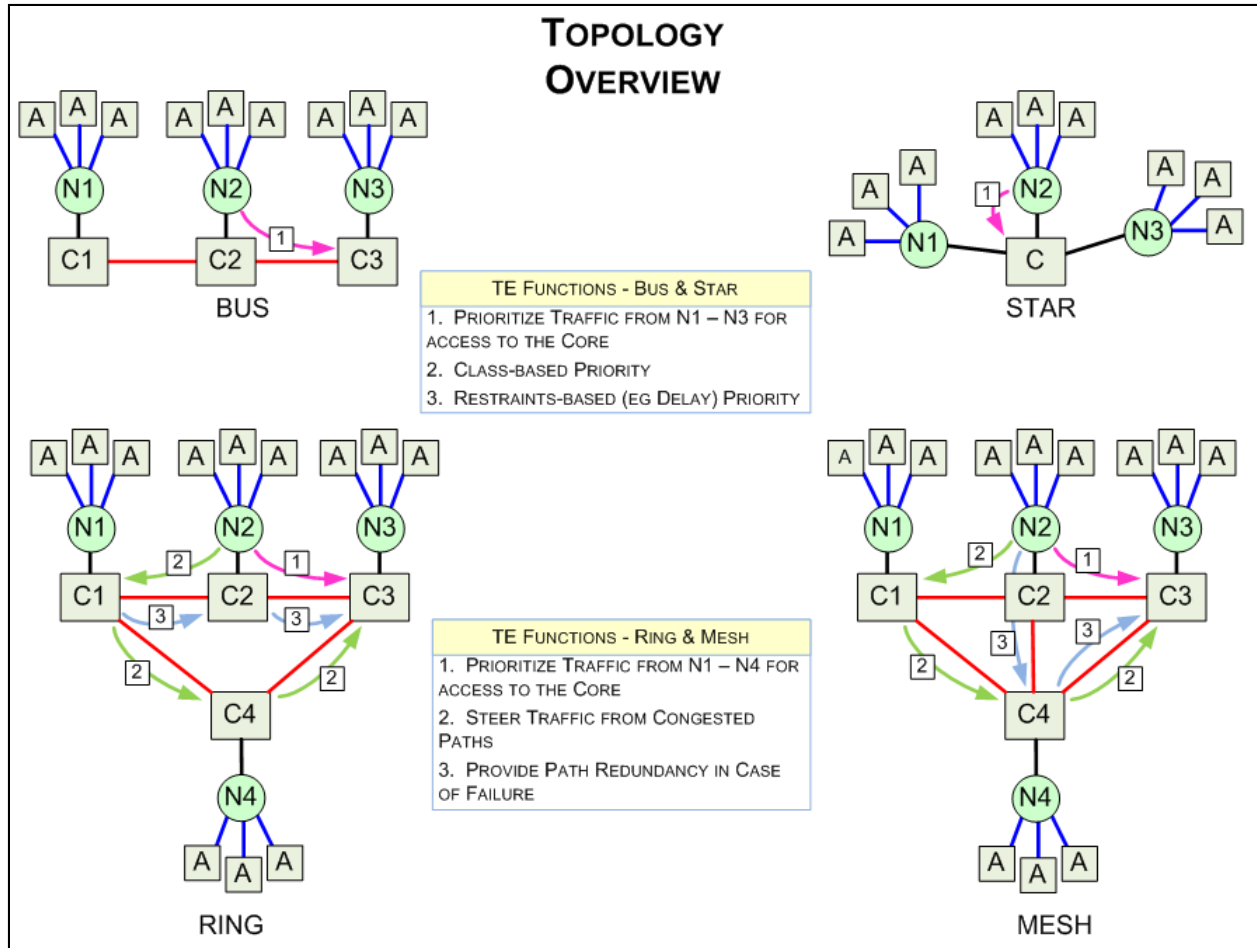 TOPOLOGY
OVERVIEW
A A A
A A A
A A A
N1
N2
N3
1
C1
C2
C3
BUS
A A A
A A A
A A A
N1
N2
N3
1
C
STAR
TE FUNCTIONS - BUS & STAR
1. PRIORITIZE TRAFFIC FROM N1 – N3 FOR
ACCESS TO THE CORE
2. CLASS-BASED PRIORITY
3. RESTRAINTS-BASED (EG DELAY) PRIORITY
A A A
A A A
A A A
N1
N2
N3
2
1
C1
C2
C3
3
3
2
2
C4
N4
A A A
RING
TE FUNCTIONS - RING & MESH
1. PRIORITIZE TRAFFIC FROM N1 – N4 FOR
ACCESS TO THE CORE
2. STEER TRAFFIC FROM CONGESTED
PATHS
3. PROVIDE PATH REDUNDANCY IN CASE
OF FAILURE
A A A
A A A
A A A
N1
N2
N3
2
1
C1
C2
C3
3
3
2
2
C4
N4
A A A
MESH